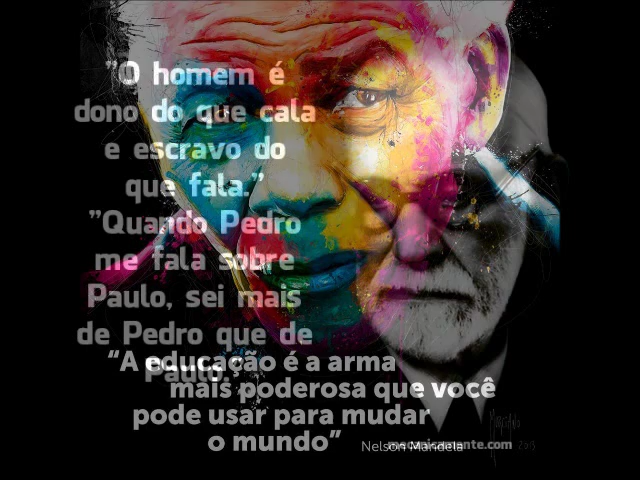 "O homem é
dono do que cala
e escravo do
que fala."
"Quando Pedro
me fala sobre
Paulo, sei mais
de Pedro que de
Paulo."
“A educação é a arma
mais poderosa que você
pode usar para mudar
o mundo”
Nelson Mandela